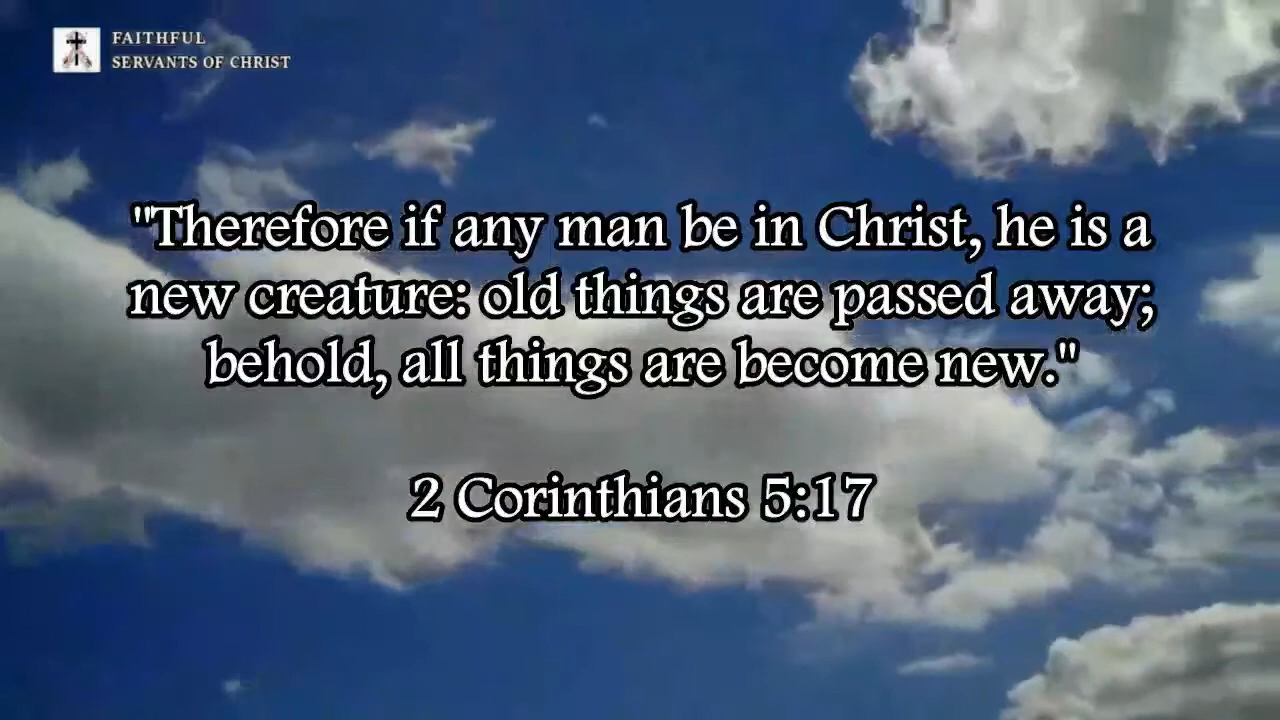 FAITHFUL
SERVANTS OF CHRIST
"Therefore if any man be in Christ, he is a
new creature: old things are passed away;
behold, all things are become new."
2 Corinthians 5:17